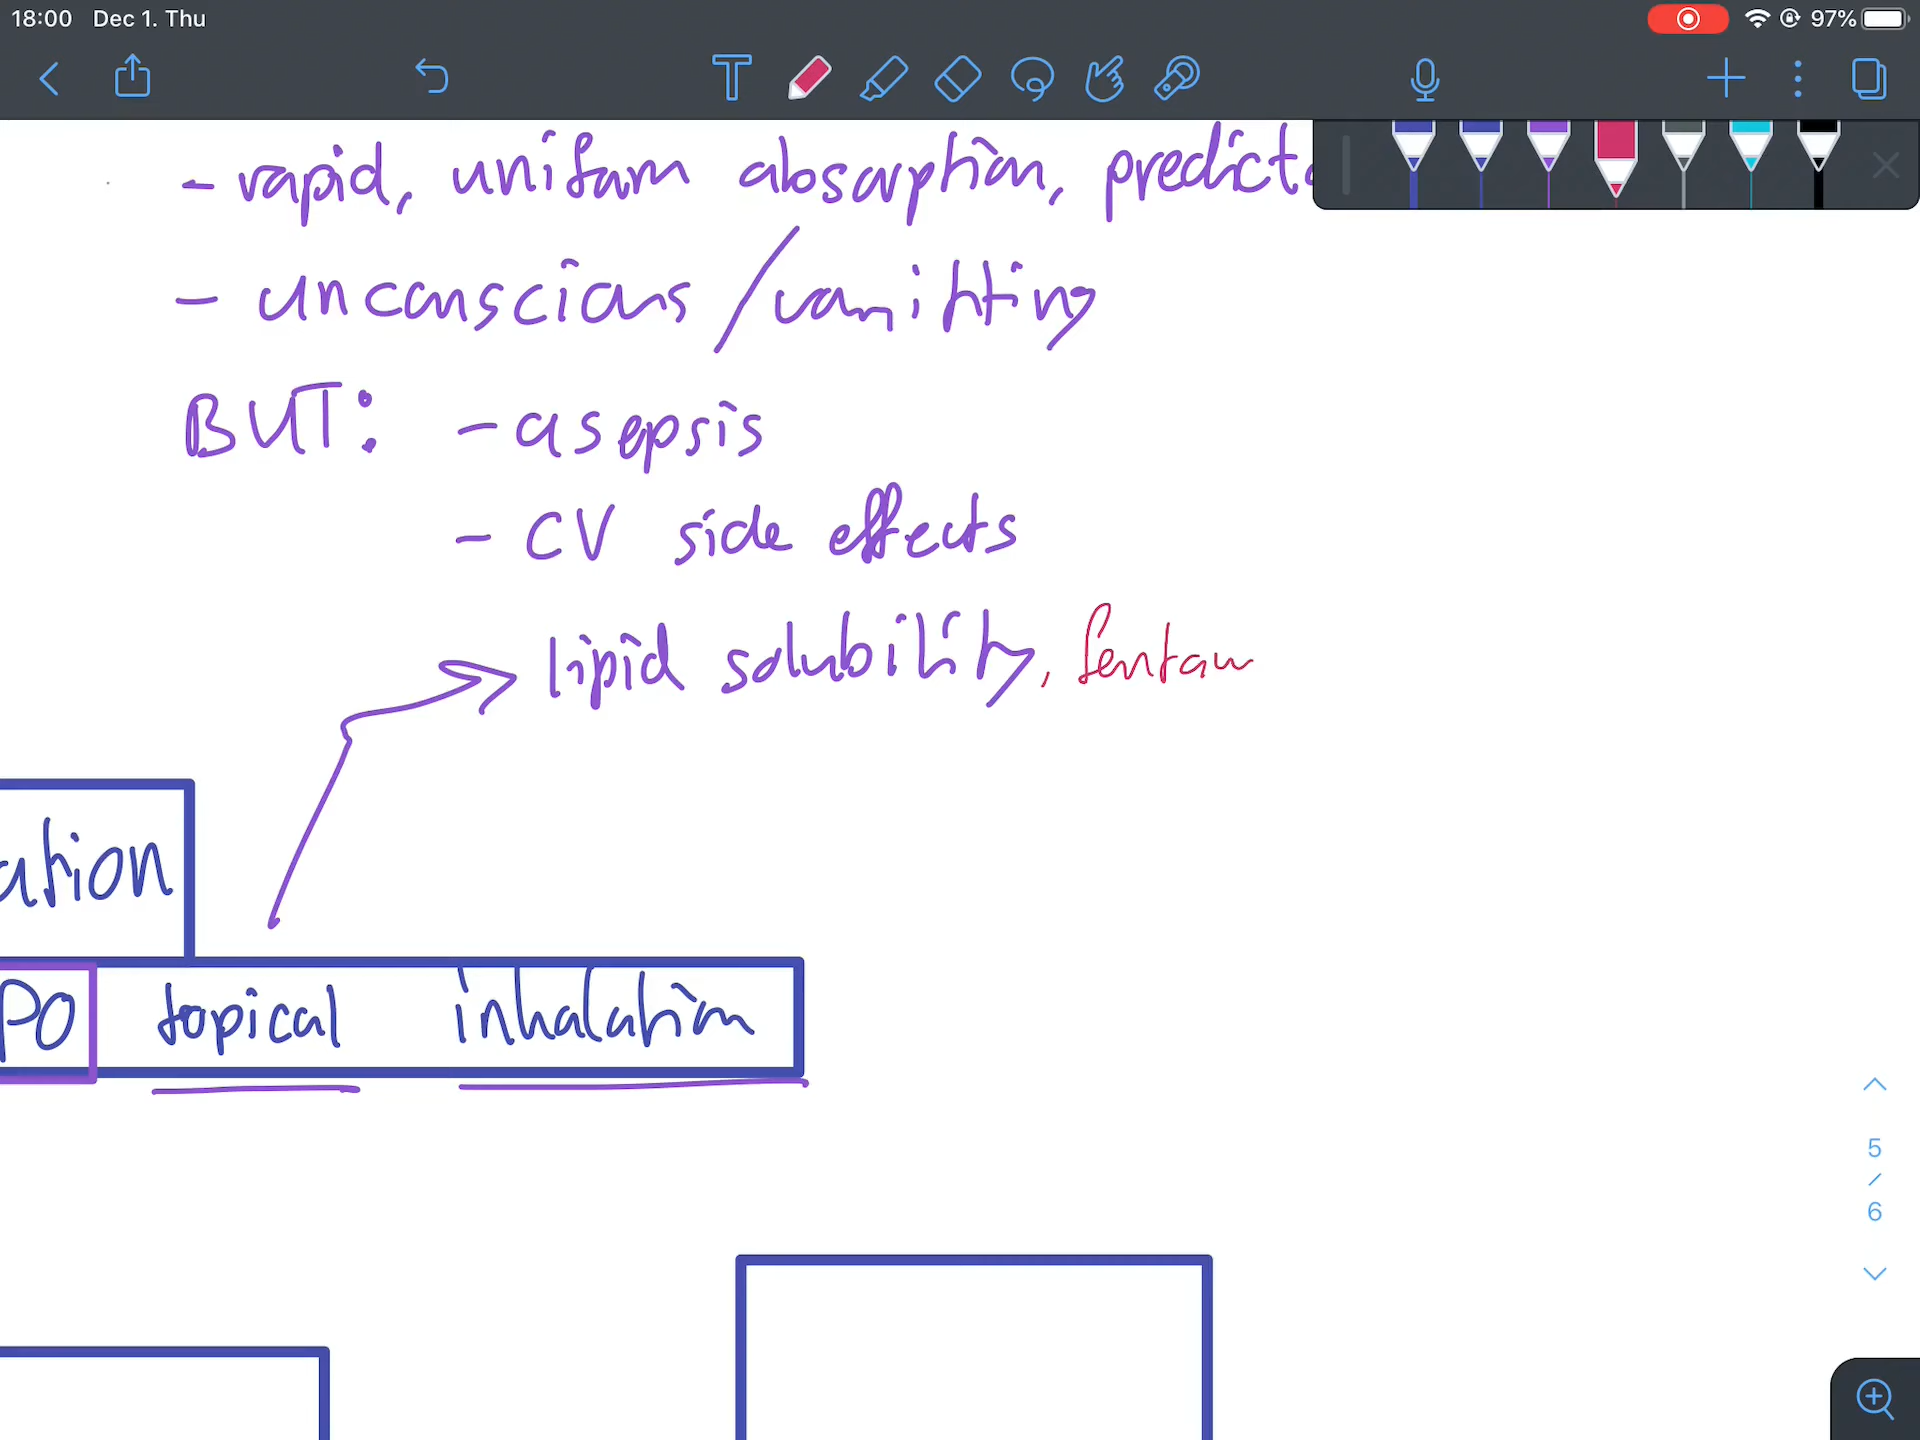 18:00 Dec 1. Thu 97%
- rapid, uniform absorption, predict
- unconscious / vomitting
BUT: - asepsis
- CV side effects
lipid solubility, fentan
ation
PO topical inhalation
5
/
6